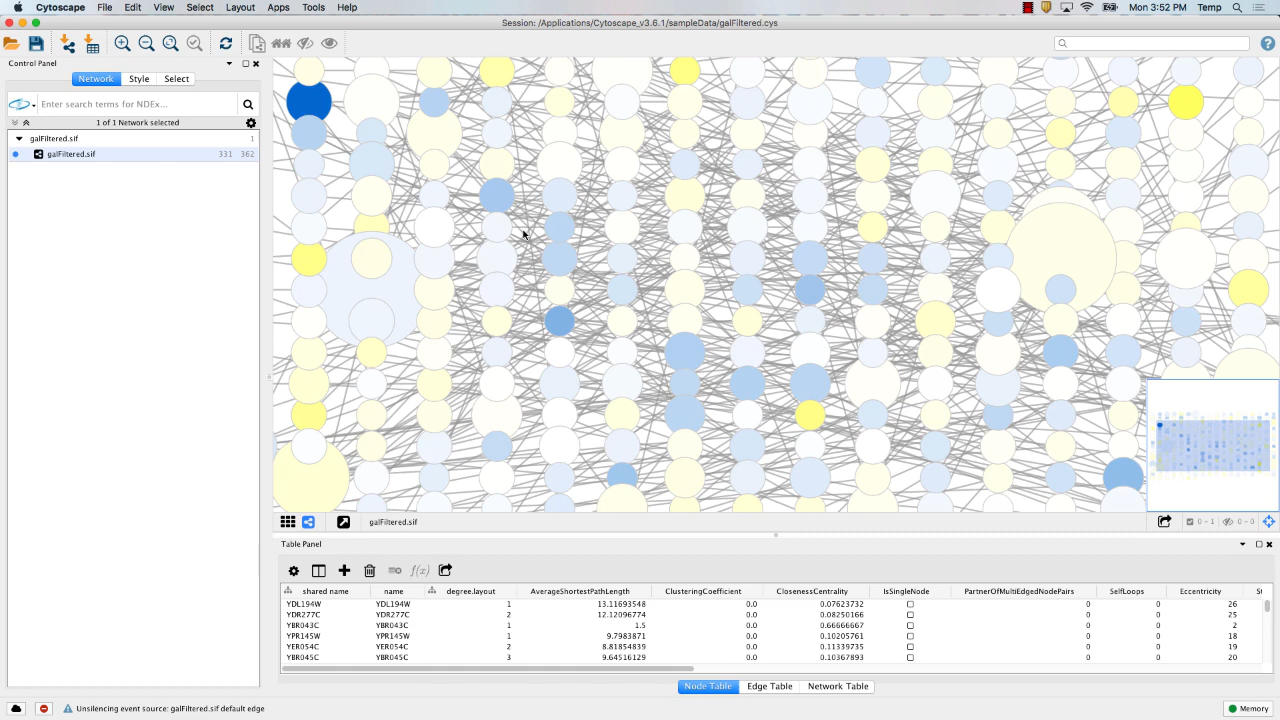 Cytoscape File Edit View Select Layout Apps Tools Help Mon 3:52 PM Temp
Session: /Applications/Cytoscape_v3.6.1/sampleData/galFiltered.cys
Control Panel
Network Style Select
Enter search terms for NDEx...
1 of 1 Network selected
galFiltered.sif 1
galFiltered.sif 331 362
galFiltered.sif 0 - 1 0 - 0
Table Panel
f(x)
shared name name degree.layout AverageShortestPathLength ClusteringCoefficient ClosenessCentrality IsSingleNode PartnerOfMultiEdgedNodePairs SelfLoops Eccentricity St
YDL194W YDL194W 1 13.11693548 0.0 0.07623732 0 0 26
YDR277C YDR277C 2 12.12096774 0.0 0.08250166 0 0 25
YBR043C YBR043C 1 1.5 0.0 0.66666667 0 0 2
YPR145W YPR145W 1 9.7983871 0.0 0.10205761 0 0 18
YER054C YER054C 2 8.81854839 0.0 0.11339735 0 0 19
YBR045C YBR045C 3 9.64516129 0.0 0.10367893 0 0 20
Node Table Edge Table Network Table
Unsilencing event source: galFiltered.sif default edge Memory